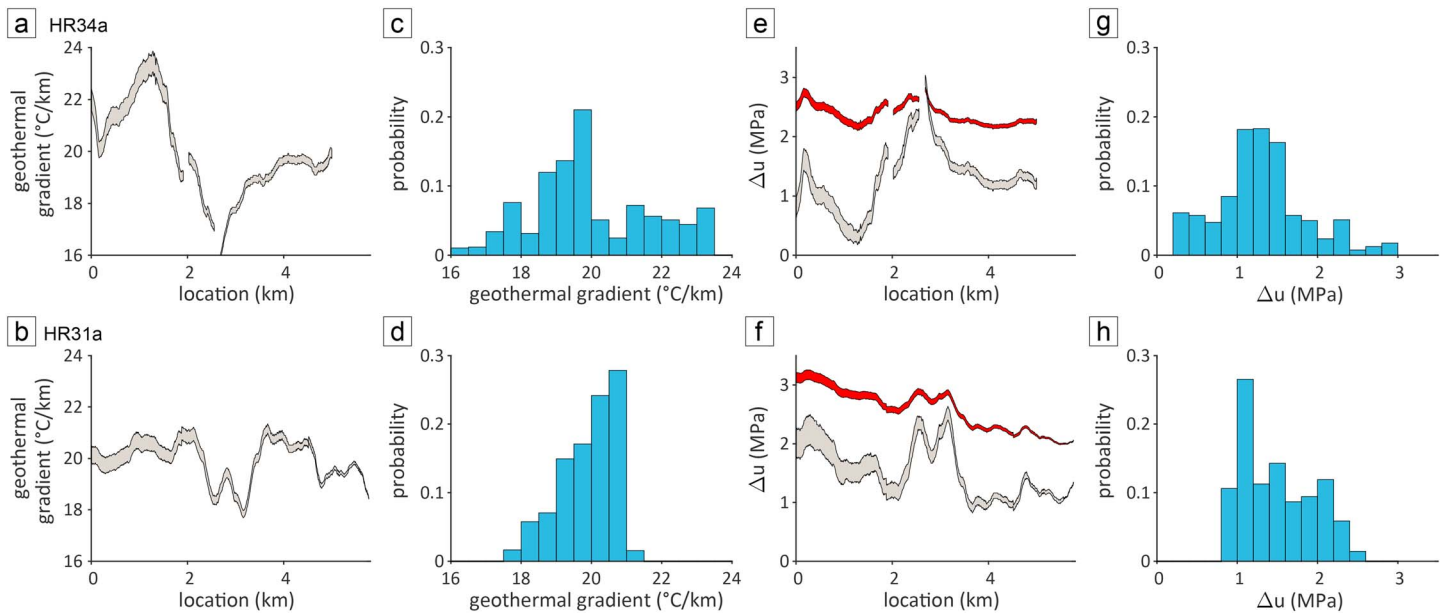 a HR34a
24
22
20
18
16
geothermal
gradient (°C/km)
0 2 4
location (km)
c
0.3
0.2
0.1
0
probability
16 18 20 22 24
geothermal gradient (°C/km)
e
3
2
1
0
Δu (MPa)
0 2 4
location (km)
g
0.3
0.2
0.1
0
probability
0 1 2 3
Δu (MPa)
b HR31a
24
22
20
18
16
geothermal
gradient (°C/km)
0 2 4
location (km)
d
0.3
0.2
0.1
0
probability
16 18 20 22 24
geothermal gradient (°C/km)
f
3
2
1
0
Δu (MPa)
0 2 4
location (km)
h
0.3
0.2
0.1
0
probability
0 1 2 3
Δu (MPa)